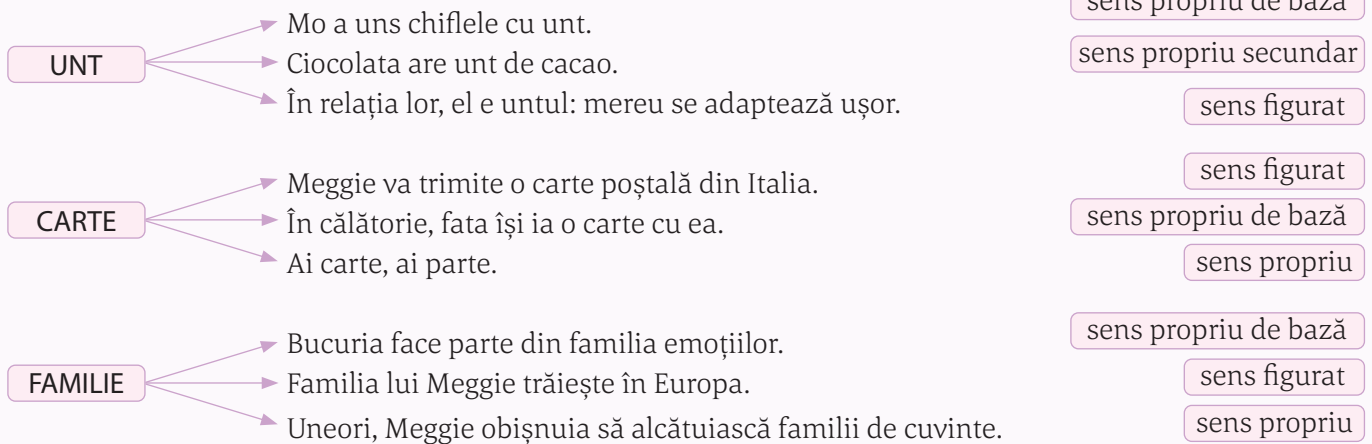 sens propriu de bază
Mo a uns chiflele cu unt.
UNT
Ciocolata are unt de cacao.
sens propriu secundar
În relația lor, el e untul: mereu se adaptează ușor.
sens figurat
Meggie va trimite o carte poștală din Italia.
sens figurat
CARTE
În călătorie, fata își ia o carte cu ea.
sens propriu de bază
Ai carte, ai parte.
sens propriu
Bucuria face parte din familia emoțiilor.
sens propriu de bază
FAMILIE
Familia lui Meggie trăiește în Europa.
sens figurat
Uneori, Meggie obișnuia să alcătuiască familii de cuvinte.
sens propriu